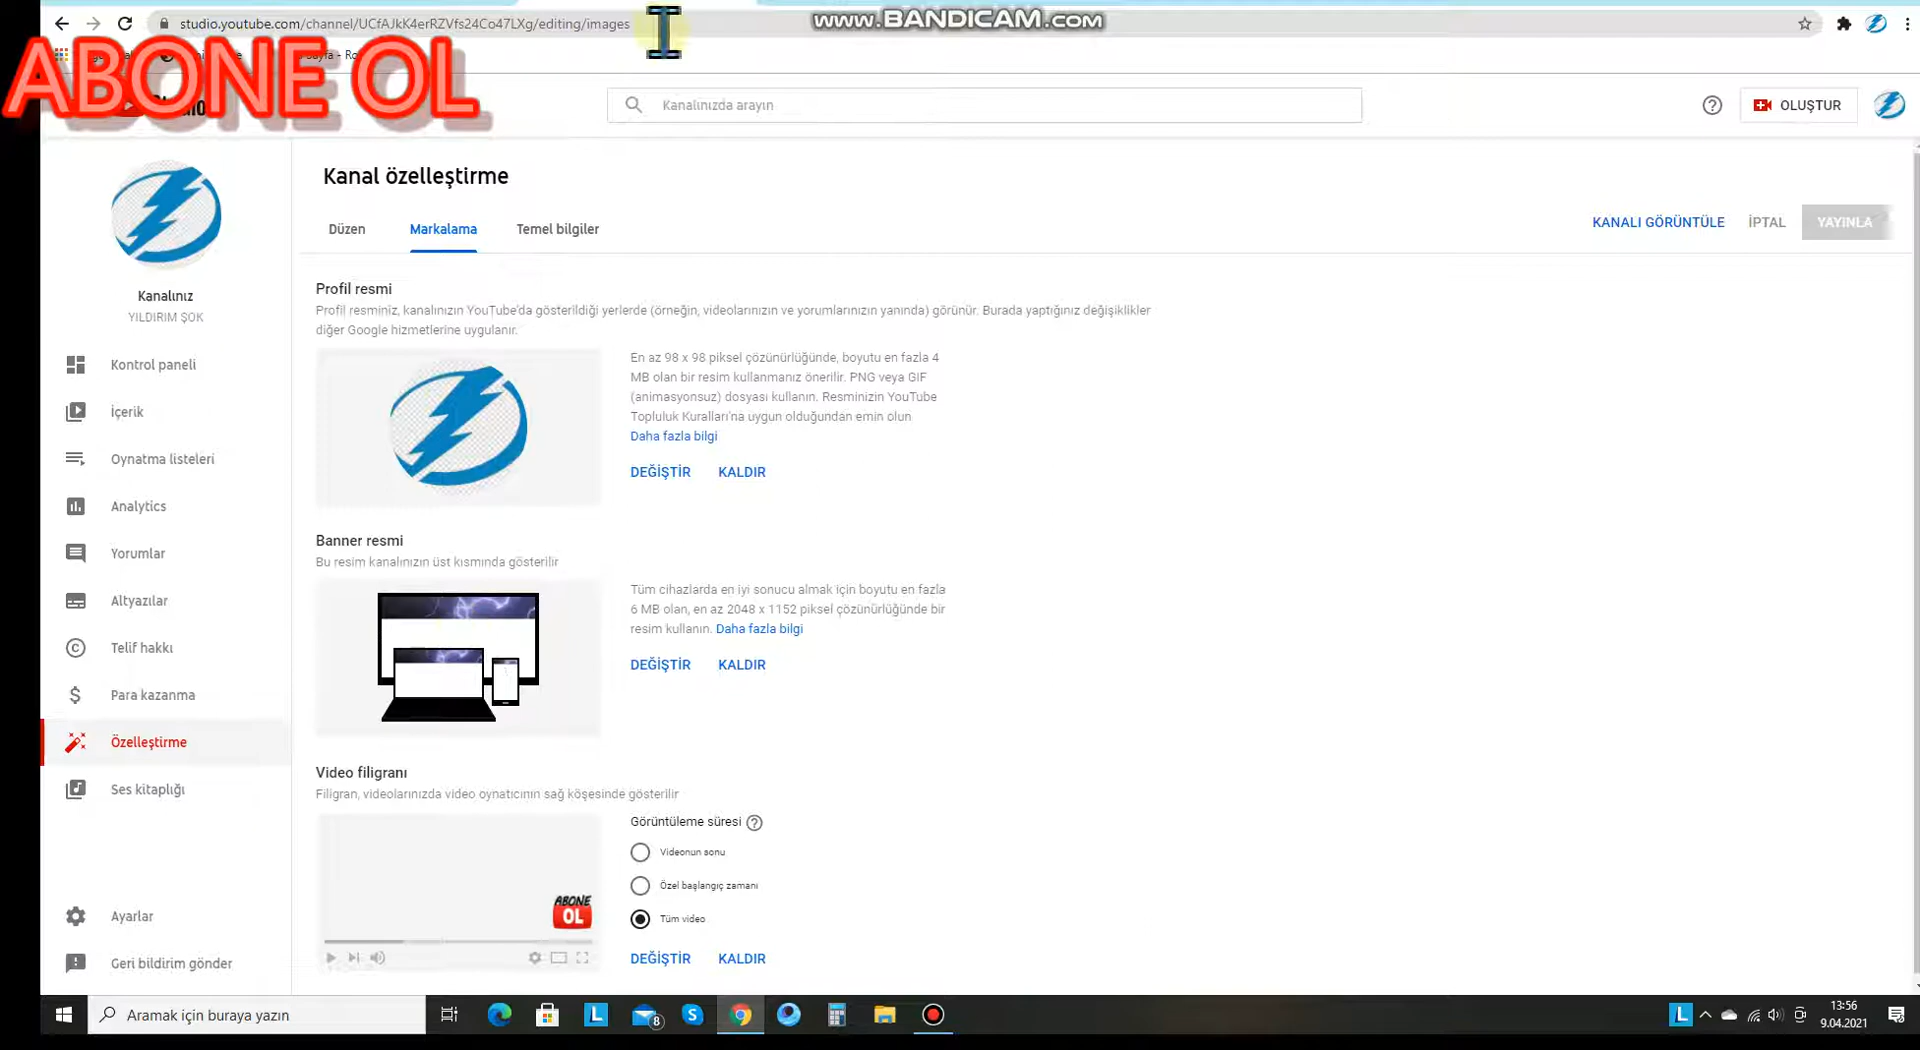 studio.youtube.com/channel/UCfAJkK4erRZVfs24Co47LXg/editing/images
WWW.BANDICAM.COM
ABONE OL
Kanalınızda arayın
OLUŞTUR
Kanal özelleştirme
Düzen
Markalama
Temel bilgiler
KANALI GÖRÜNTÜLE
İPTAL
YAYINLA
Kanalınız
YILDIRIM ŞOK
Kontrol paneli
İçerik
Oynatma listeleri
Analytics
Yorumlar
Altyazılar
Telif hakkı
Para kazanma
Özelleştirme
Ses kitaplığı
Ayarlar
Geri bildirim gönder
Profil resmi
Profil resminiz, kanalınızın YouTube'da gösterildiği yerlerde (örneğin, videolarınızın ve yorumlarınızın yanında) görünür. Burada yaptığınız değişiklikler
diğer Google hizmetlerine uygulanır.
En az 98 x 98 piksel çözünürlüğünde, boyutu en fazla 4
MB olan bir resim kullanmanız önerilir. PNG veya GIF
(animasyonsuz) dosyası kullanın. Resminizin YouTube
Topluluk Kuralları'na uygun olduğundan emin olun
Daha fazla bilgi
DEĞİŞTİR
KALDIR
Banner resmi
Bu resim kanalınızın üst kısmında gösterilir
Tüm cihazlarda en iyi sonucu almak için boyutu en fazla
6 MB olan, en az 2048 x 1152 piksel çözünürlüğünde bir
resim kullanın. Daha fazla bilgi
DEĞİŞTİR
KALDIR
Video filigranı
Filigran, videolarınızda video oynatıcının sağ köşesinde gösterilir
ABONE
OL
Görüntüleme süresi
Videonun sonu
Özel başlangıç zamanı
Tüm video
DEĞİŞTİR
KALDIR
Aramak için buraya yazın
8
13:56
9.04.2021